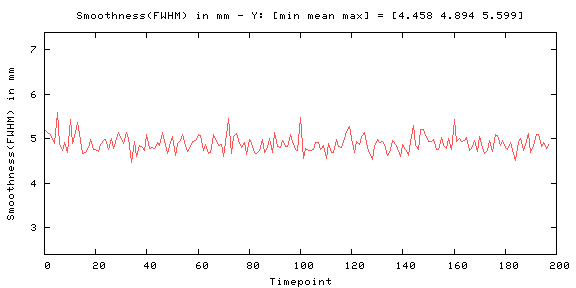 Smoothness(FWHM) in mm - Y: [min mean max] = [4.458 4.894 5.599]
7
6
5
4
3
Smoothness(FWHM) in mm
0 20 40 60 80 100 120 140 160 180 200
Timepoint